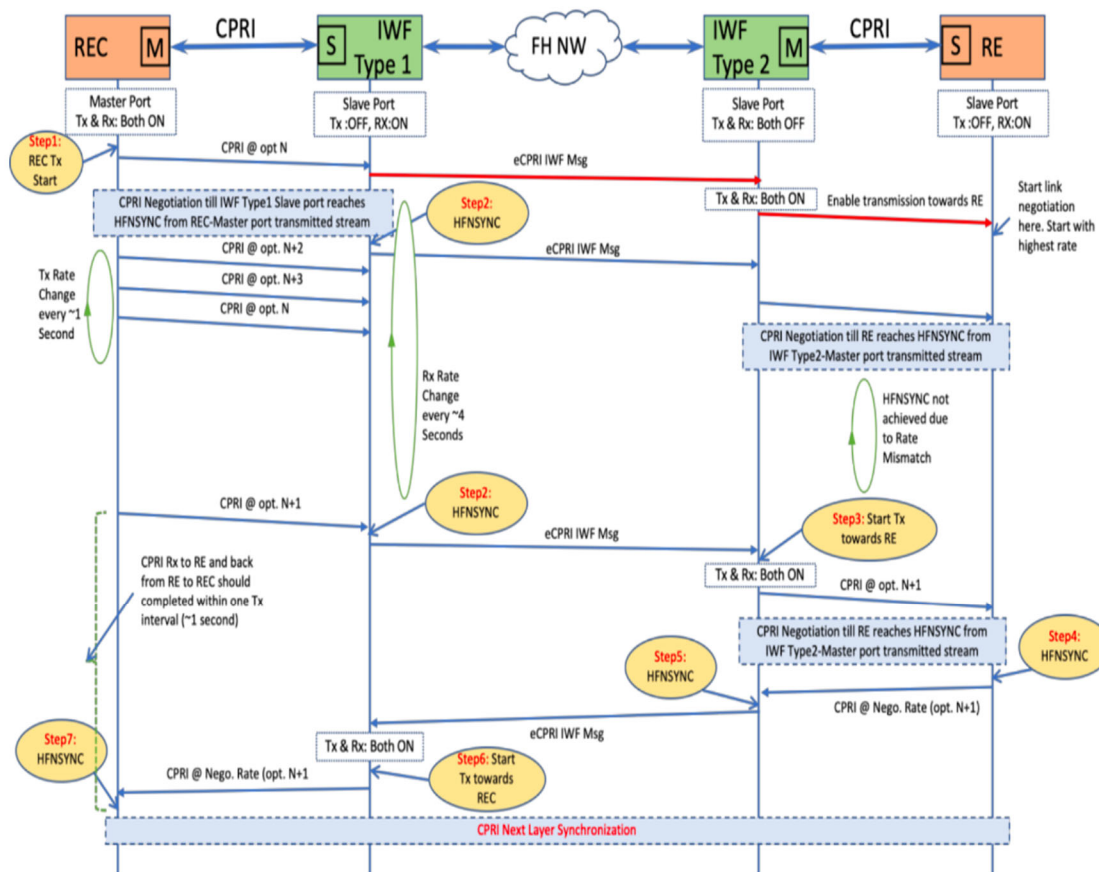 REC
M
CPRI
S
IWF
Type 1
FH NW
IWF
Type 2
M
CPRI
S
RE
Master Port
Tx & Rx: Both ON
Slave Port
Tx :OFF, RX:ON
Slave Port
Tx & Rx: Both OFF
Slave Port
Tx :OFF, RX:ON
Step1:
REC Tx
Start
CPRI @ opt N
eCPRI IWF Msg
CPRI Negotiation till IWF Type1 Slave port reaches
HFNSYNC from REC-Master port transmitted stream
Step2:
HFNSYNC
Tx & Rx: Both ON
Enable transmission towards RE
Start link
negotiation
here. Start with
highest rate
CPRI @ opt. N+2
eCPRI IWF Msg
CPRI @ opt. N+3
CPRI @ opt. N
Tx Rate
Change
every ~1
Second
CPRI Negotiation till RE reaches HFNSYNC from
IWF Type2-Master port transmitted stream
Rx Rate
Change
every ~4
Seconds
HFNSYNC not
achieved due
to Rate
Mismatch
CPRI @ opt. N+1
Step2:
HFNSYNC
eCPRI IWF Msg
Step3: Start Tx
towards RE
CPRI Rx to RE and back
from RE to REC should
completed within one Tx
interval (~1 second)
Tx & Rx: Both ON
CPRI @ opt. N+1
CPRI Negotiation till RE reaches HFNSYNC from
IWF Type2-Master port transmitted stream
Step4:
HFNSYNC
Step5:
HFNSYNC
CPRI @ Nego. Rate (opt. N+1)
eCPRI IWF Msg
Tx & Rx: Both ON
Step7:
HFNSYNC
CPRI @ Nego. Rate (opt. N+1
Step6: Start
Tx towards
REC
CPRI Next Layer Synchronization